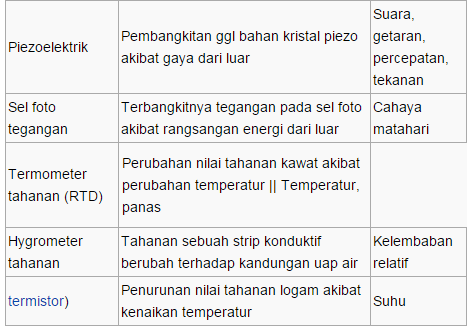 Piezoelektrik
Pembangkitan ggl bahan kristal piezo
akibat gaya dari luar
Suara,
getaran,
percepatan,
tekanan
Sel foto
tegangan
Terbangkitnya tegangan pada sel foto
akibat rangsangan energi dari luar
Cahaya
matahari
Termometer
tahanan (RTD)
Perubahan nilai tahanan kawat akibat
perubahan temperatur || Temperatur,
panas
Hygrometer
tahanan
Tahanan sebuah strip konduktif
berubah terhadap kandungan uap air
Kelembaban
relatif
termistor)
Penurunan nilai tahanan logam akibat
kenaikan temperatur
Suhu